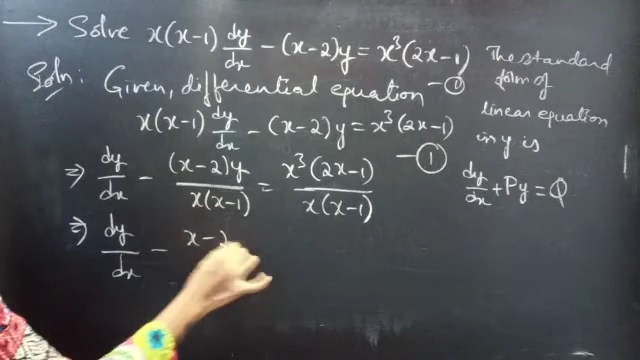 → Solve x(x-1) dy/dx - (x-2)y = x³(2x-1)
Soln: Given, differential equation
x(x-1) dy/dx - (x-2)y = x³(2x-1) -①
⇒ dy/dx - (x-2)y/x(x-1) = x³(2x-1)/x(x-1)
⇒ dy/dx - x-2
-①
The standard
form of
linear equation
in y is
dy/dx + Py = Q